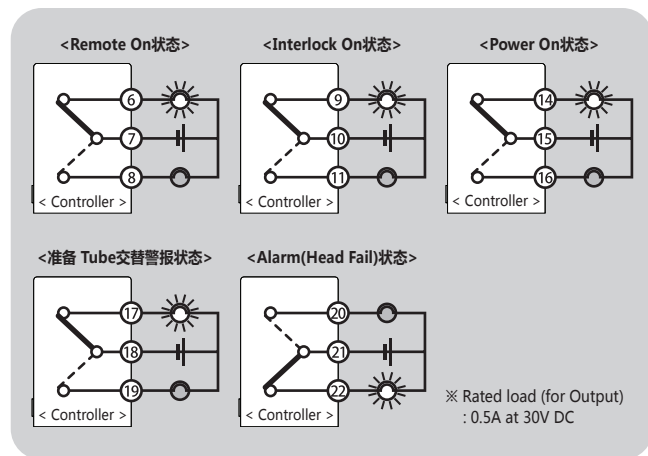 <Remote On状态>
<Interlock On状态>
<Power On状态>
6
7
8
< Controller >
9
10
11
< Controller >
14
15
16
< Controller >
<准备 Tube交替警报状态>
<Alarm(Head Fail)状态>
17
18
19
< Controller >
20
21
22
< Controller >
※ Rated load (for Output)
: 0.5A at 30V DC